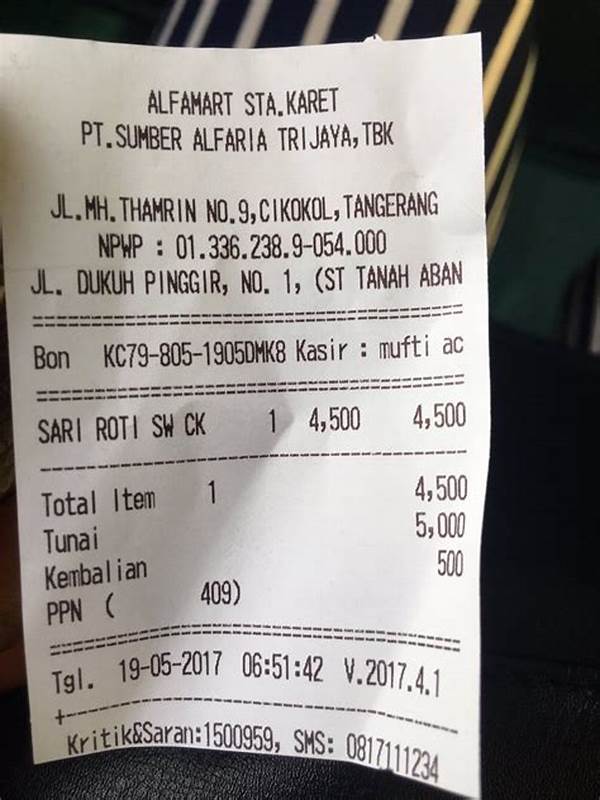 ALFAMART STA.KARET
PT.SUMBER ALFARIA TRIJAYA,TBK
JL.MH.THAMRIN NO.9,CIKOKOL,TANGERANG
NPWP : 01.336.238.9-054.000
JL. DUKUH PINGGIR, NO. 1, (ST TANAH ABAN
Bon KC79-805-1905DMK8 Kasir : mufti ac
SARI ROTI SW CK 1 4,500 4,500
Total Item 1 4,500
Tunai 5,000
Kembalian 500
PPN ( 409)
Tgl. 19-05-2017 06:51:42 V.2017.4.1
Kritik&Saran:1500959, SMS: 0817111234